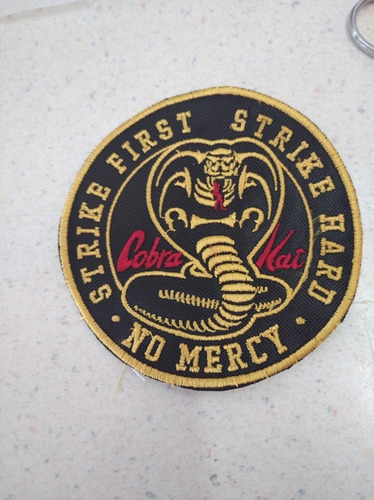 STRIKE FIRST STRIKE HARD
· NO MERCY ·
Cobra Kai